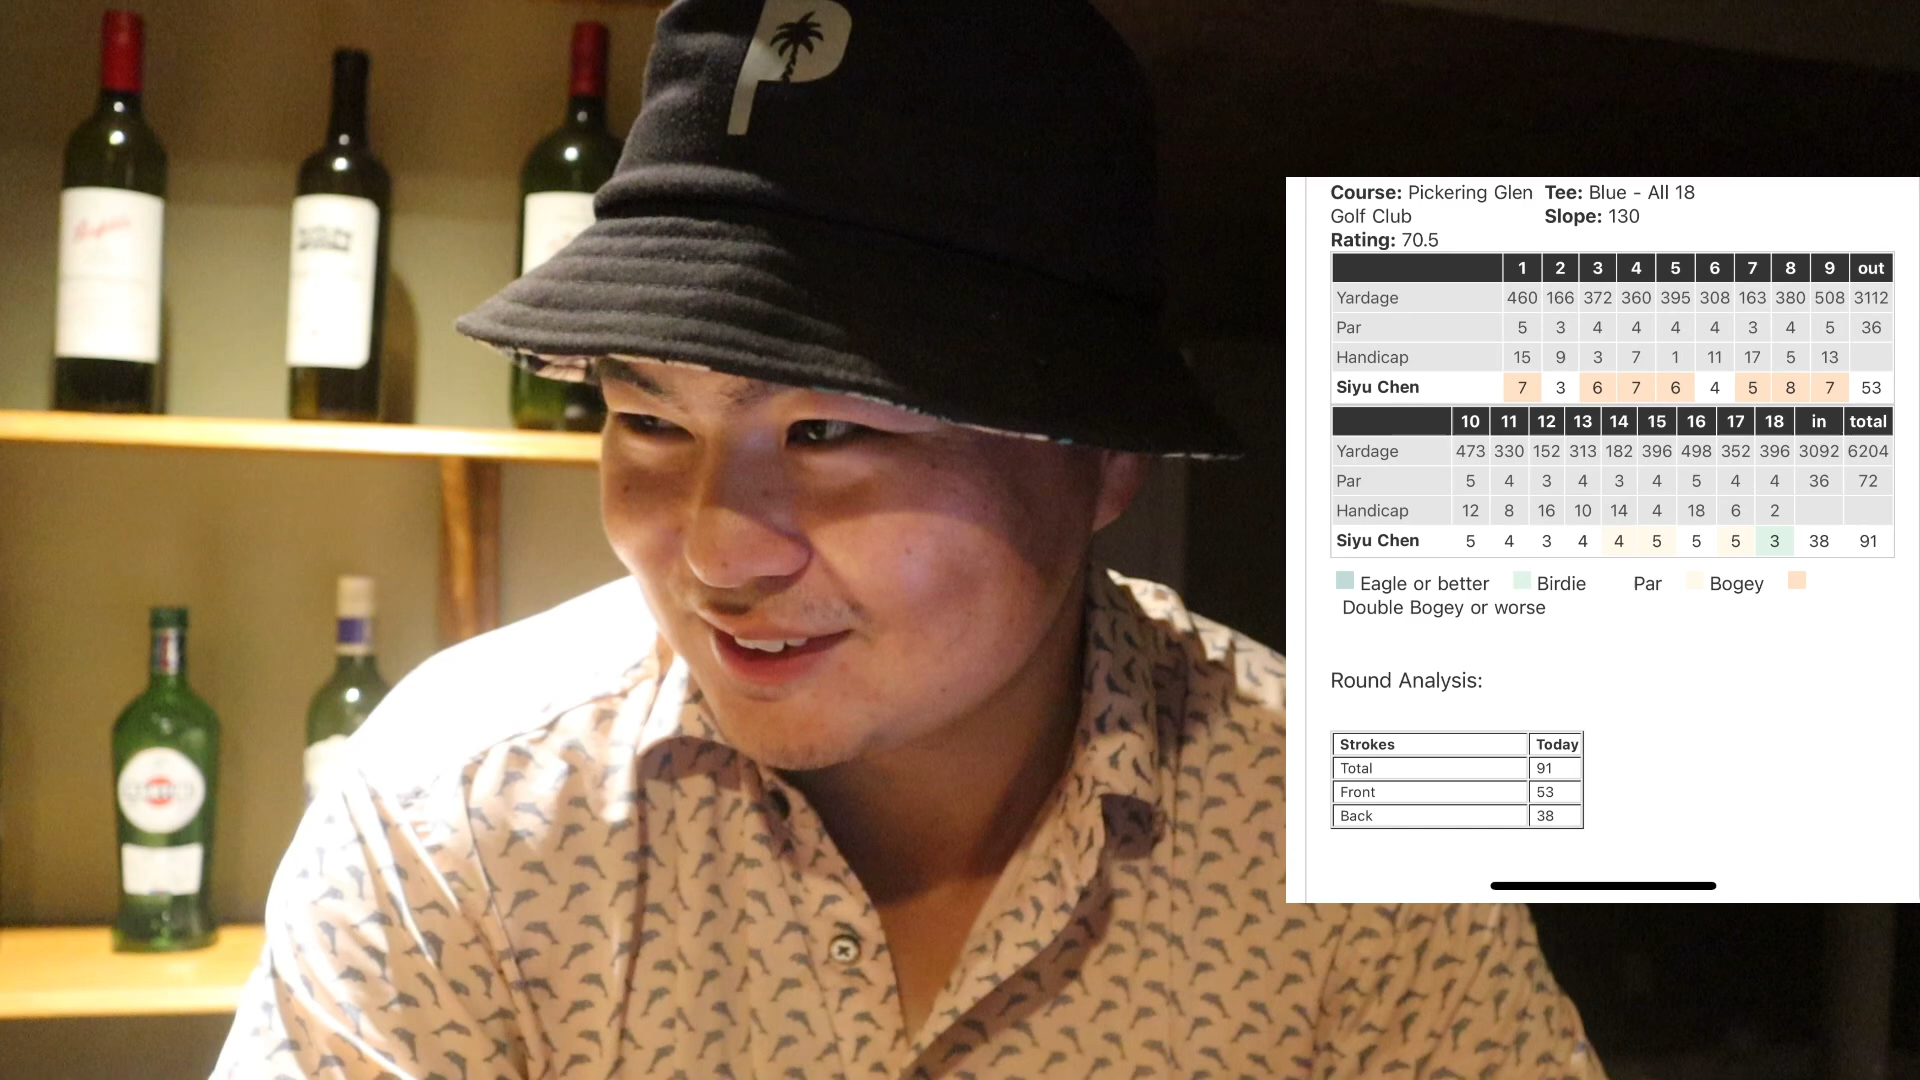 P
Penfolds
Course: Pickering Glen Golf Club
Tee: Blue - All 18
Slope: 130
Rating: 70.5
1 2 3 4 5 6 7 8 9 out
Yardage 460 166 372 360 395 308 163 380 508 3112
Par 5 3 4 4 4 4 3 4 5 36
Handicap 15 9 3 7 1 11 17 5 13
Siyu Chen 7 3 6 7 6 4 5 8 7 53
10 11 12 13 14 15 16 17 18 in total
Yardage 473 330 152 313 182 396 498 352 396 3092 6204
Par 5 4 3 4 3 4 5 4 4 36 72
Handicap 12 8 16 10 14 4 18 6 2
Siyu Chen 5 4 3 4 4 5 5 5 3 38 91
Eagle or better Birdie Par Bogey
Double Bogey or worse
Round Analysis:
Strokes Today
Total 91
Front 53
Back 38